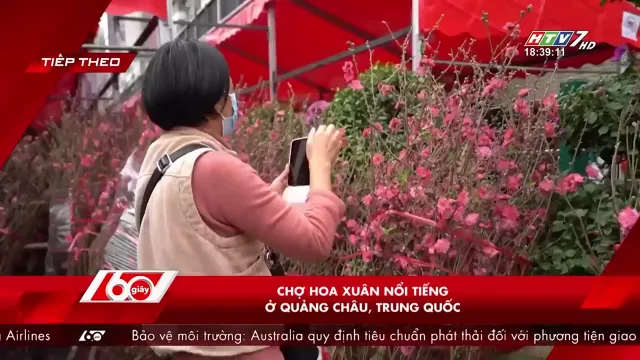 TIẾP THEO
HTV7 HD
18:39:11
60 giây
CHỢ HOA XUÂN NỔI TIẾNG
Ở QUẢNG CHÂU, TRUNG QUỐC
Airlines 60 Bảo vệ môi trường: Australia quy định tiêu chuẩn phát thải đối với phương tiện giao